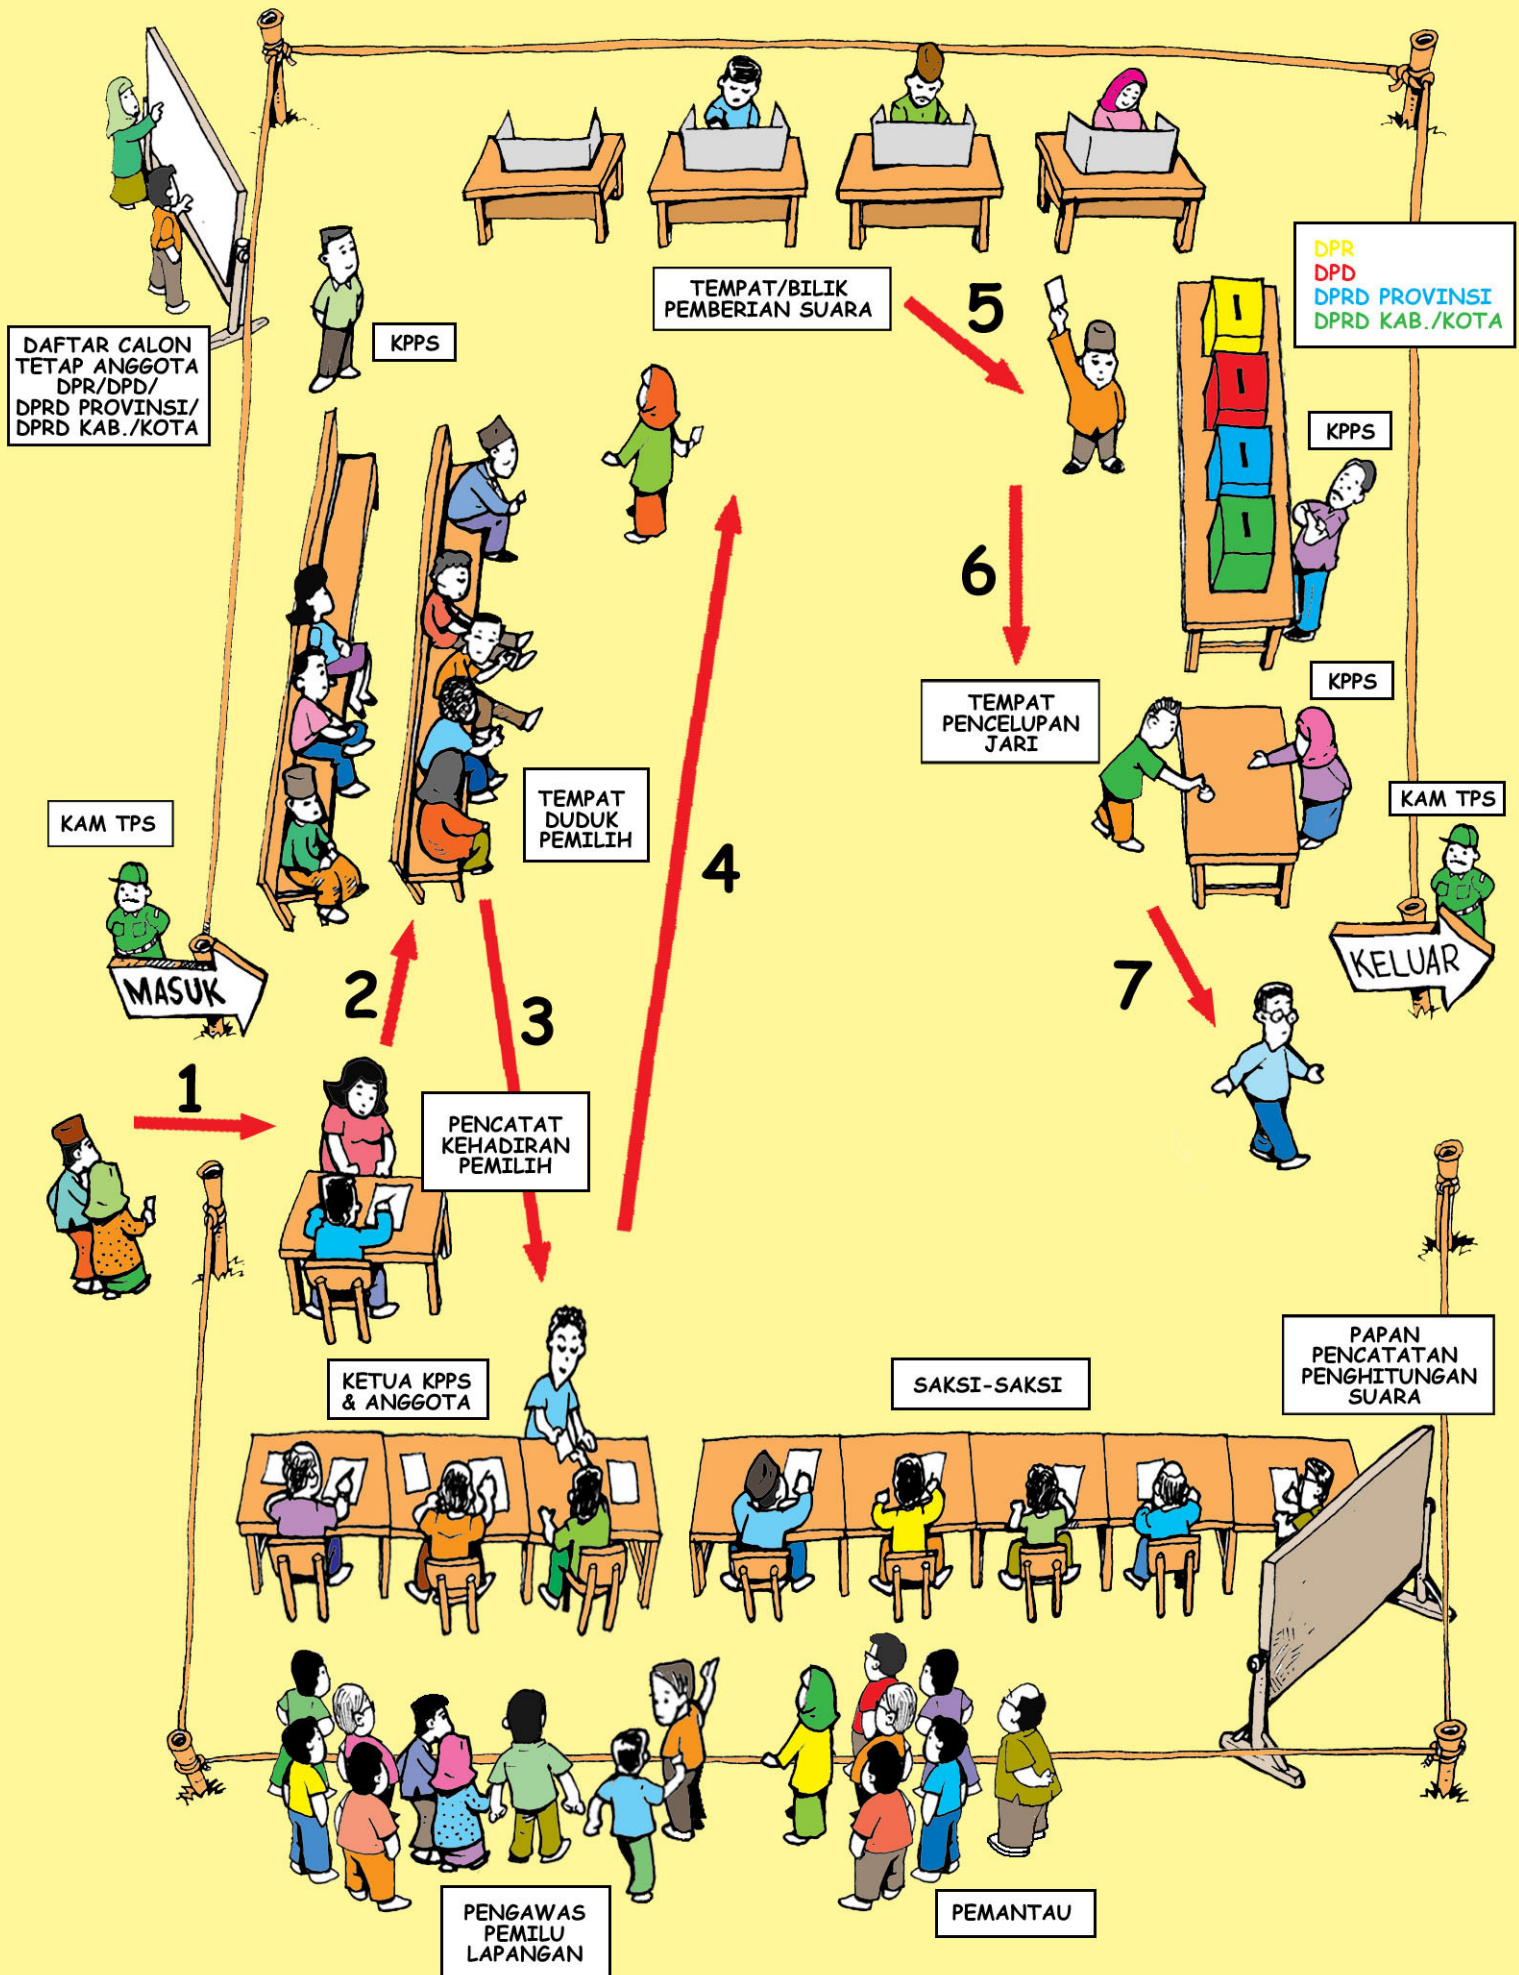 TEMPAT/BILIK
PEMBERIAN SUARA
5
DPR
DPD
DPRD PROVINSI
DPRD KAB./KOTA
DAFTAR CALON
TETAP ANGGOTA
DPR/DPD/
DPRD PROVINSI/
DPRD KAB./KOTA
KPPS
KPPS
6
KPPS
TEMPAT
PENCELUPAN
JARI
KAM TPS
TEMPAT
DUDUK
PEMILIH
4
KAM TPS
MASUK
2
3
7
KELUAR
1
PENCATAT
KEHADIRAN
PEMILIH
KETUA KPPS
& ANGGOTA
SAKSI-SAKSI
PAPAN
PENCATATAN
PENGHITUNGAN
SUARA
PENGAWAS
PEMILU
LAPANGAN
PEMANTAU